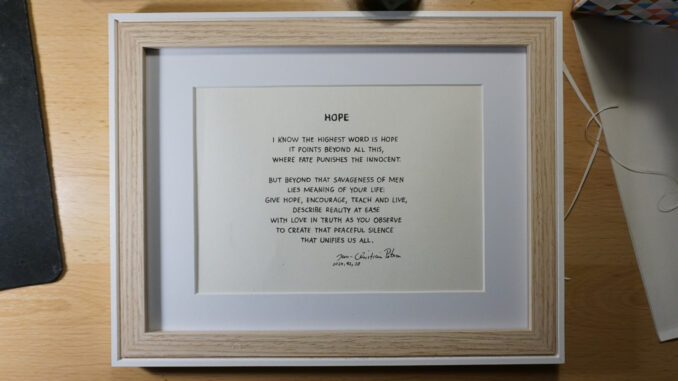 HOPE
I KNOW THE HIGHEST WORD IS HOPE
IT POINTS BEYOND ALL THIS,
WHERE FATE PUNISHES THE INNOCENT.
BUT BEYOND THAT SAVAGENESS OF MEN
LIES MEANING OF YOUR LIFE:
GIVE HOPE, ENCOURAGE, TEACH AND LIVE,
DESCRIBE REALITY AT EASE
WITH LOVE IN TRUTH AS YOU OBSERVE
TO CREATE THAT PEACEFUL SILENCE
THAT UNIFIES US ALL.